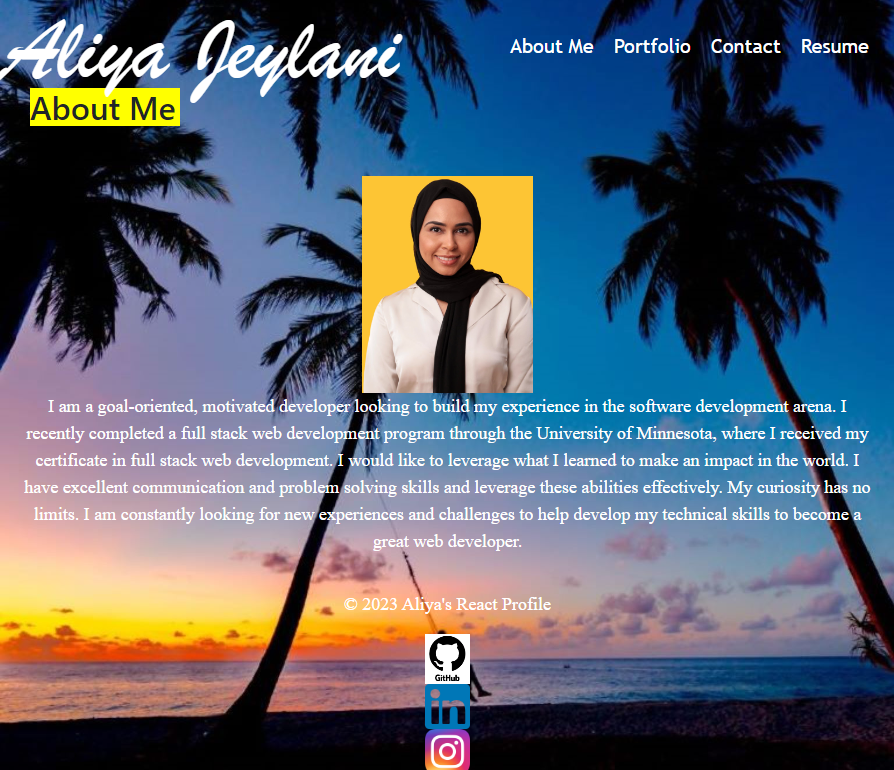 Aliya Jeylani
About Me Portfolio Contact Resume
About Me
I am a goal-oriented, motivated developer looking to build my experience in the software development arena. I
recently completed a full stack web development program through the University of Minnesota, where I received my
certificate in full stack web development. I would like to leverage what I learned to make an impact in the world. I
have excellent communication and problem solving skills and leverage these abilities effectively. My curiosity has no
limits. I am constantly looking for new experiences and challenges to help develop my technical skills to become a
great web developer.
© 2023 Aliya's React Profile
GitHub
in